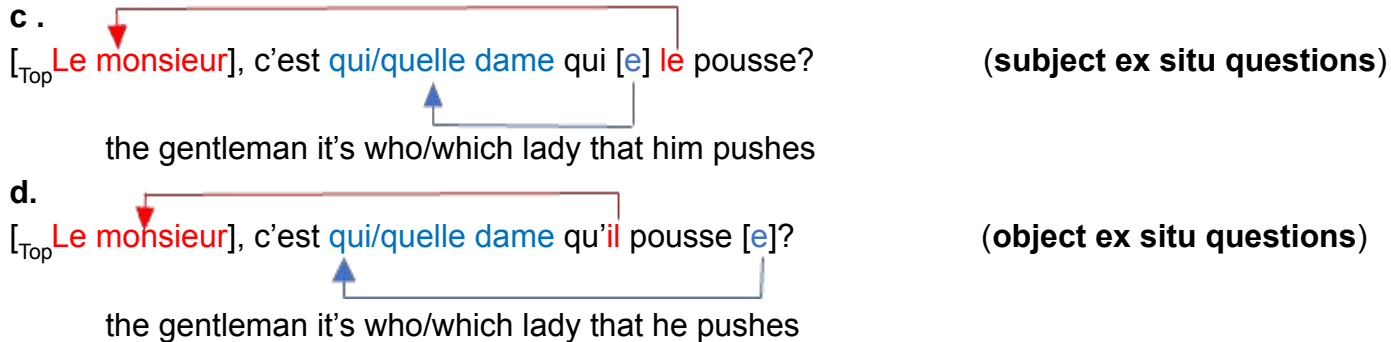 c .
[TopLe monsieur], c'est qui/quelle dame qui [e] le pousse? (subject ex situ questions)
the gentleman it's who/which lady that him pushes
d.
[TopLe monsieur], c'est qui/quelle dame qu'il pousse [e]? (object ex situ questions)
the gentleman it's who/which lady that he pushes